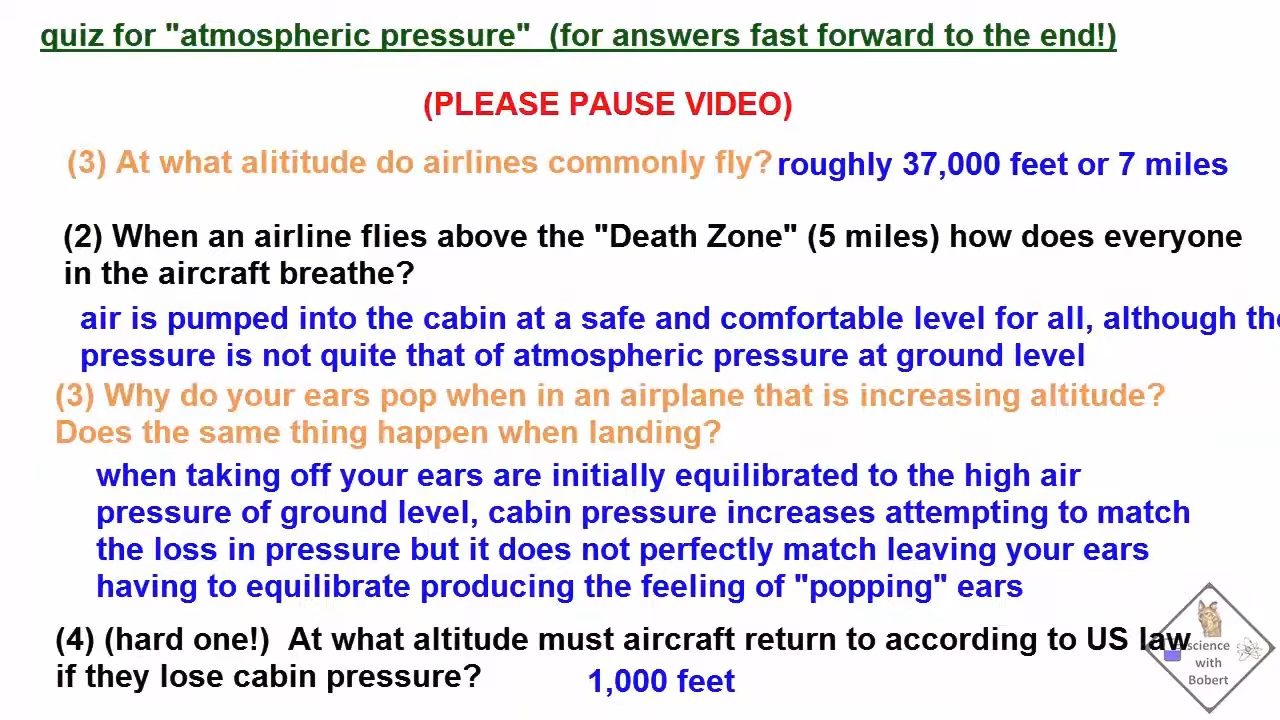 quiz for "atmospheric pressure"  (for answers fast forward to the end!)
(PLEASE PAUSE VIDEO)
(3) At what alititude do airlines commonly fly? roughly 37,000 feet or 7 miles
(2) When an airline flies above the "Death Zone" (5 miles) how does everyone
in the aircraft breathe?
air is pumped into the cabin at a safe and comfortable level for all, although the
pressure is not quite that of atmospheric pressure at ground level
(3) Why do your ears pop when in an airplane that is increasing altitude?
Does the same thing happen when landing?
when taking off your ears are initially equilibrated to the high air
pressure of ground level, cabin pressure increases attempting to match
the loss in pressure but it does not perfectly match leaving your ears
having to equilibrate producing the feeling of "popping" ears
(4) (hard one!)  At what altitude must aircraft return to according to US law
if they lose cabin pressure?
1,000 feet
science
with
Bobert